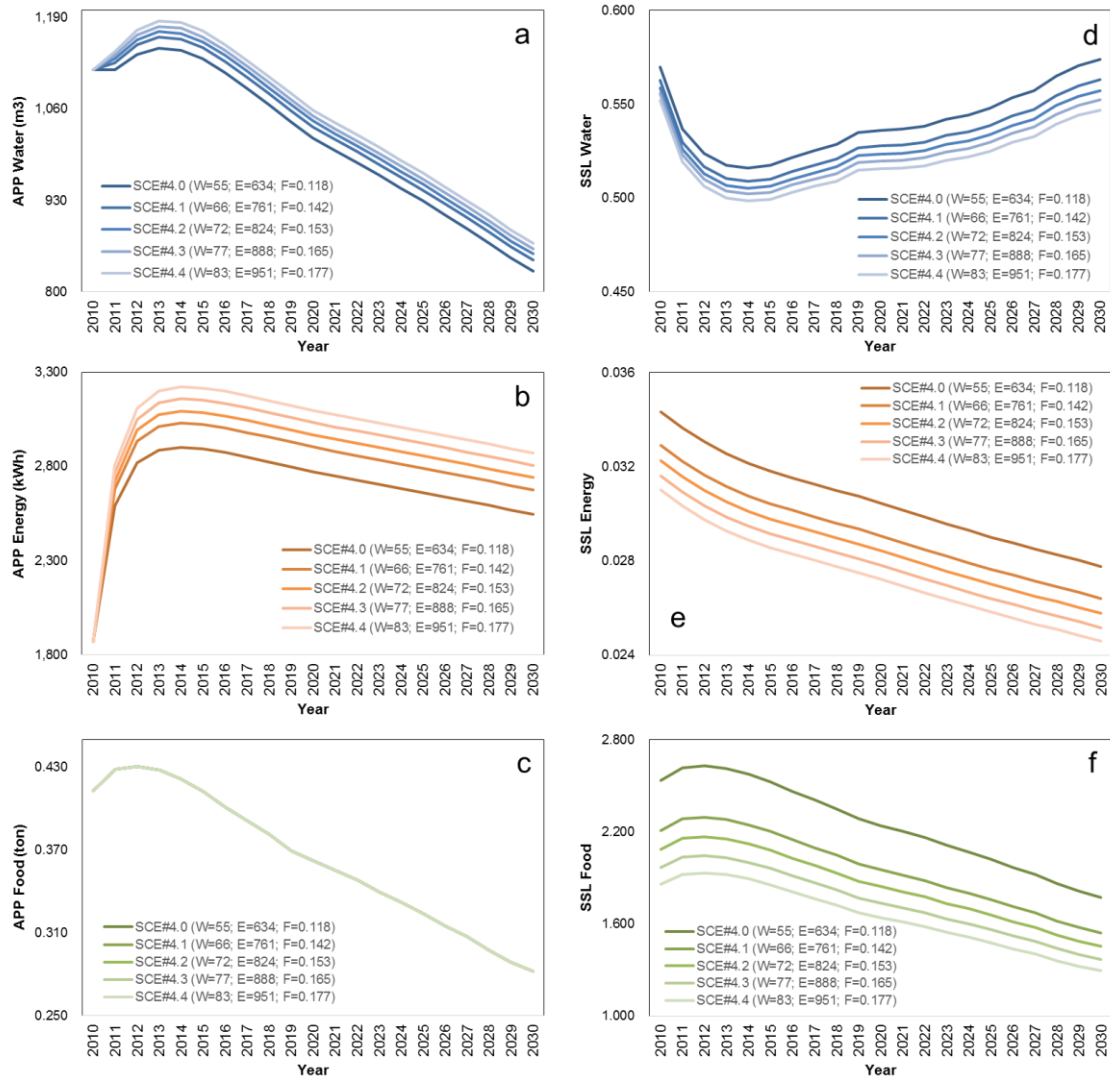 a
APP Water (m3)
1,190
1,060
930
800
SCE#4.0 (W=55; E=634; F=0.118)
SCE#4.1 (W=66; E=761; F=0.142)
SCE#4.2 (W=72; E=824; F=0.153)
SCE#4.3 (W=77; E=888; F=0.165)
SCE#4.4 (W=83; E=951; F=0.177)
2010 2011 2012 2013 2014 2015 2016 2017 2018 2019 2020 2021 2022 2023 2024 2025 2026 2027 2028 2029 2030
Year
d
SSL Water
0.600
0.550
0.500
0.450
SCE#4.0 (W=55; E=634; F=0.118)
SCE#4.1 (W=66; E=761; F=0.142)
SCE#4.2 (W=72; E=824; F=0.153)
SCE#4.3 (W=77; E=888; F=0.165)
SCE#4.4 (W=83; E=951; F=0.177)
2010 2011 2012 2013 2014 2015 2016 2017 2018 2019 2020 2021 2022 2023 2024 2025 2026 2027 2028 2029 2030
Year
b
APP Energy (kWh)
3,300
2,800
2,300
1,800
SCE#4.0 (W=55; E=634; F=0.118)
SCE#4.1 (W=66; E=761; F=0.142)
SCE#4.2 (W=72; E=824; F=0.153)
SCE#4.3 (W=77; E=888; F=0.165)
SCE#4.4 (W=83; E=951; F=0.177)
2010 2011 2012 2013 2014 2015 2016 2017 2018 2019 2020 2021 2022 2023 2024 2025 2026 2027 2028 2029 2030
Year
SSL Energy
0.036
0.032
0.028
0.024
SCE#4.0 (W=55; E=634; F=0.118)
SCE#4.1 (W=66; E=761; F=0.142)
SCE#4.2 (W=72; E=824; F=0.153)
SCE#4.3 (W=77; E=888; F=0.165)
SCE#4.4 (W=83; E=951; F=0.177)
e
2010 2011 2012 2013 2014 2015 2016 2017 2018 2019 2020 2021 2022 2023 2024 2025 2026 2027 2028 2029 2030
Year
c
APP Food (ton)
0.430
0.370
0.310
0.250
SCE#4.0 (W=55; E=634; F=0.118)
SCE#4.1 (W=66; E=761; F=0.142)
SCE#4.2 (W=72; E=824; F=0.153)
SCE#4.3 (W=77; E=888; F=0.165)
SCE#4.4 (W=83; E=951; F=0.177)
2010 2011 2012 2013 2014 2015 2016 2017 2018 2019 2020 2021 2022 2023 2024 2025 2026 2027 2028 2029 2030
Year
f
SSL Food
2.800
2.200
1.600
1.000
SCE#4.0 (W=55; E=634; F=0.118)
SCE#4.1 (W=66; E=761; F=0.142)
SCE#4.2 (W=72; E=824; F=0.153)
SCE#4.3 (W=77; E=888; F=0.165)
SCE#4.4 (W=83; E=951; F=0.177)
2010 2011 2012 2013 2014 2015 2016 2017 2018 2019 2020 2021 2022 2023 2024 2025 2026 2027 2028 2029 2030
Year